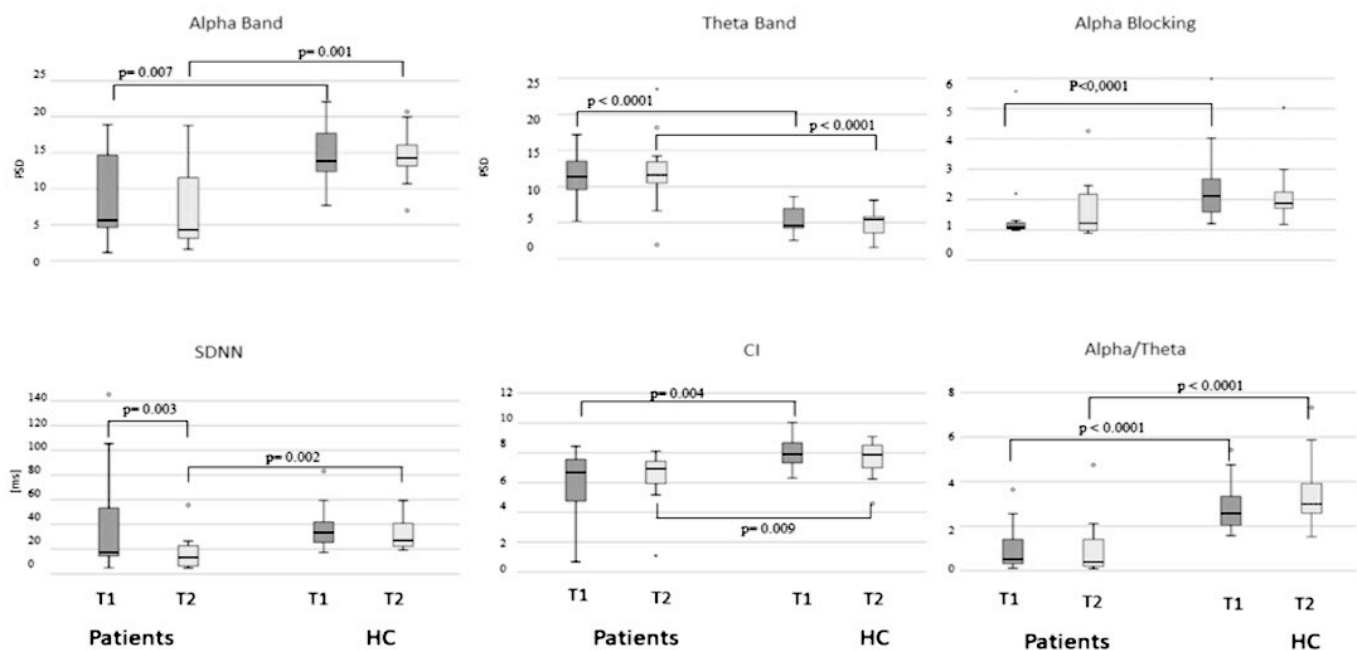 Alpha Band
Theta Band
Alpha Blocking
p= 0.001
p= 0.007
25
20
15
10
5
0
PSD
p < 0.0001
p < 0.0001
25
20
15
10
5
0
PSD
P<0,0001
6
5
4
3
2
1
0
SDNN
CI
Alpha/Theta
p= 0.003
p= 0.002
140
120
100
80
60
40
20
0
[ms]
p= 0.004
p= 0.009
12
10
8
6
4
2
0
p < 0.0001
p < 0.0001
8
6
4
2
0
T1 T2 T1 T2
Patients HC
T1 T2 T1 T2
Patients HC
T1 T2 T1 T2
Patients HC